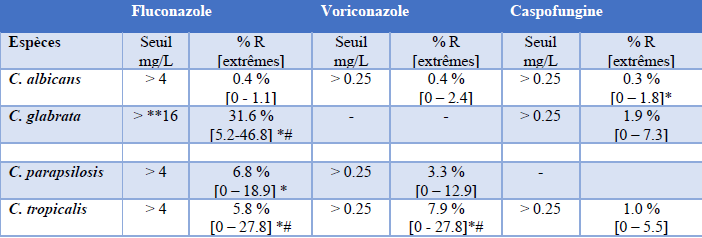 Fluconazole Voriconazole Caspofungine
Espèces Seuil % R Seuil % R Seuil % R
mg/L [extrêmes] mg/L [extrêmes] mg/L [extrêmes]
C. albicans > 4 0.4 % > 0.25 0.4 % > 0.25 0.3 %
[0 - 1.1] [0 – 2.4] [0 – 1.8]*
C. glabrata > **16 31.6 % - - > 0.25 1.9 %
[5.2-46.8] *# [0 – 7.3]
C. parapsilosis > 4 6.8 % > 0.25 3.3 % -
[0 – 18.9] * [0 – 12.9]
C. tropicalis > 4 5.8 % > 0.25 7.9 % > 0.25 1.0 %
[0 – 27.8] *# [0 - 27.8]*# [0 – 5.5]